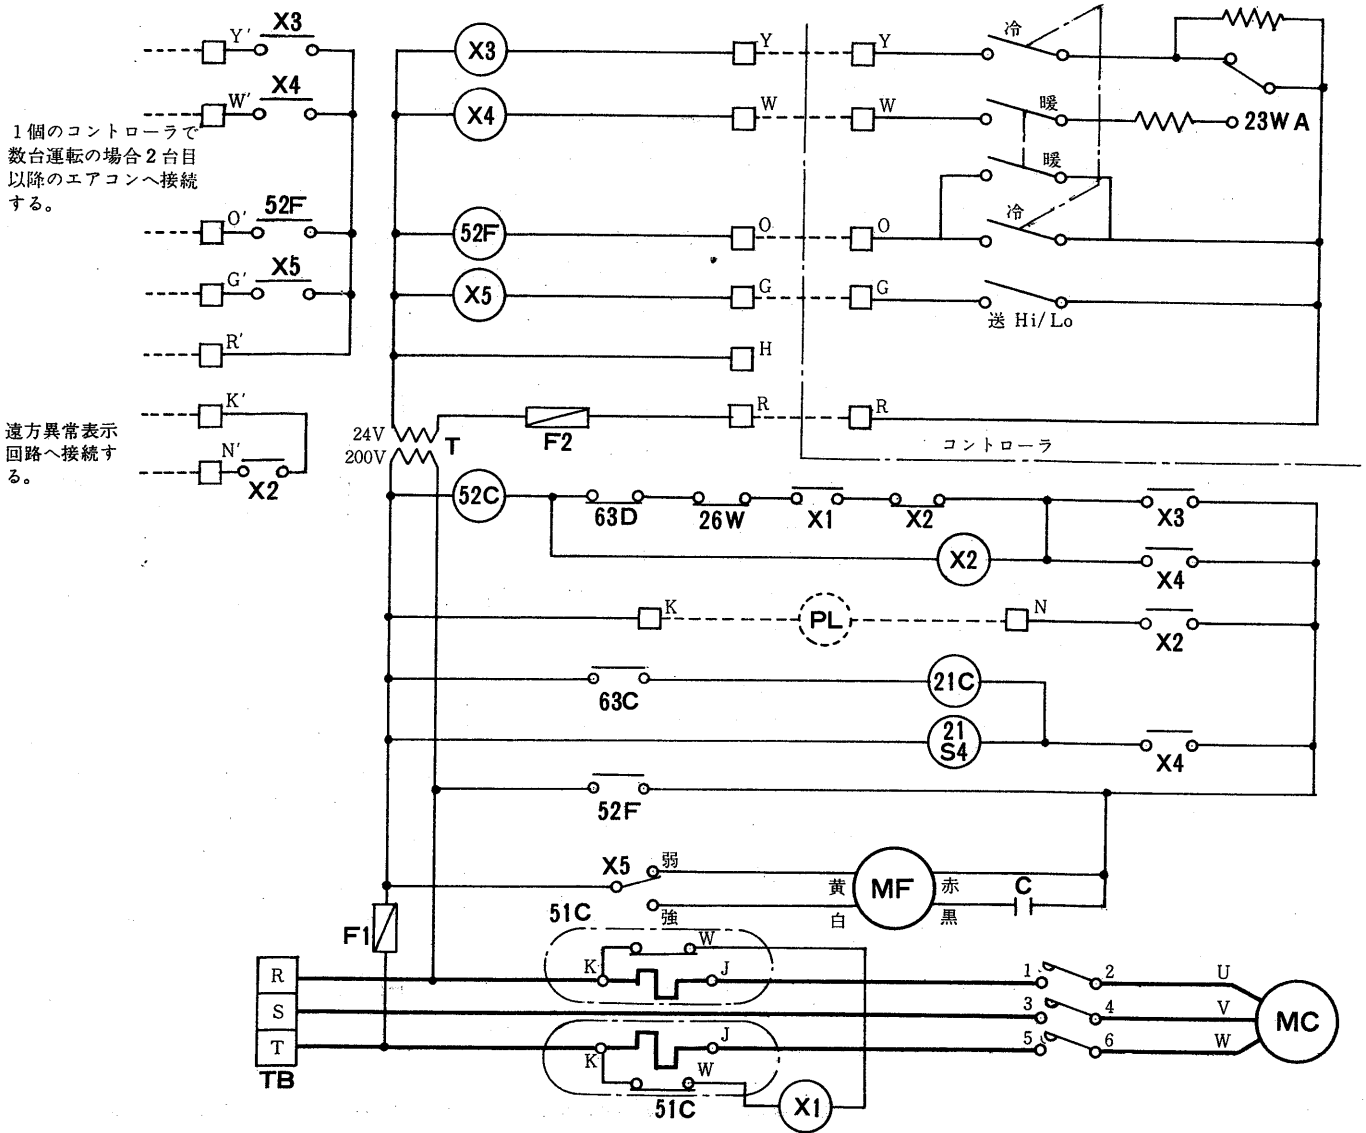 Y' X3
X3
Y
Y
冷
W' X4
X4
W
W
暖
23WA
1個のコントローラで
数台運転の場合2台目
以降のエアコンへ接続
する。
暖
O' 52F
52F
O
O
冷
G' X5
X5
G
G
送 Hi/Lo
R'
H
K'
遠方異常表示
回路へ接続す
る。
N'
X2
24V
200V
T
F2
R
R
コントローラ
52C
63D
26W
X1
X2
X3
X2
X4
K
PL
N
X2
63C
21C
21
S4
X4
52F
X5
弱
強
黄
白
MF
赤
黒
C
F1
51C
W
K
J
R
S
T
TB
1
2
U
3
4
V
5
6
W
MC
K
J
W
51C
X1